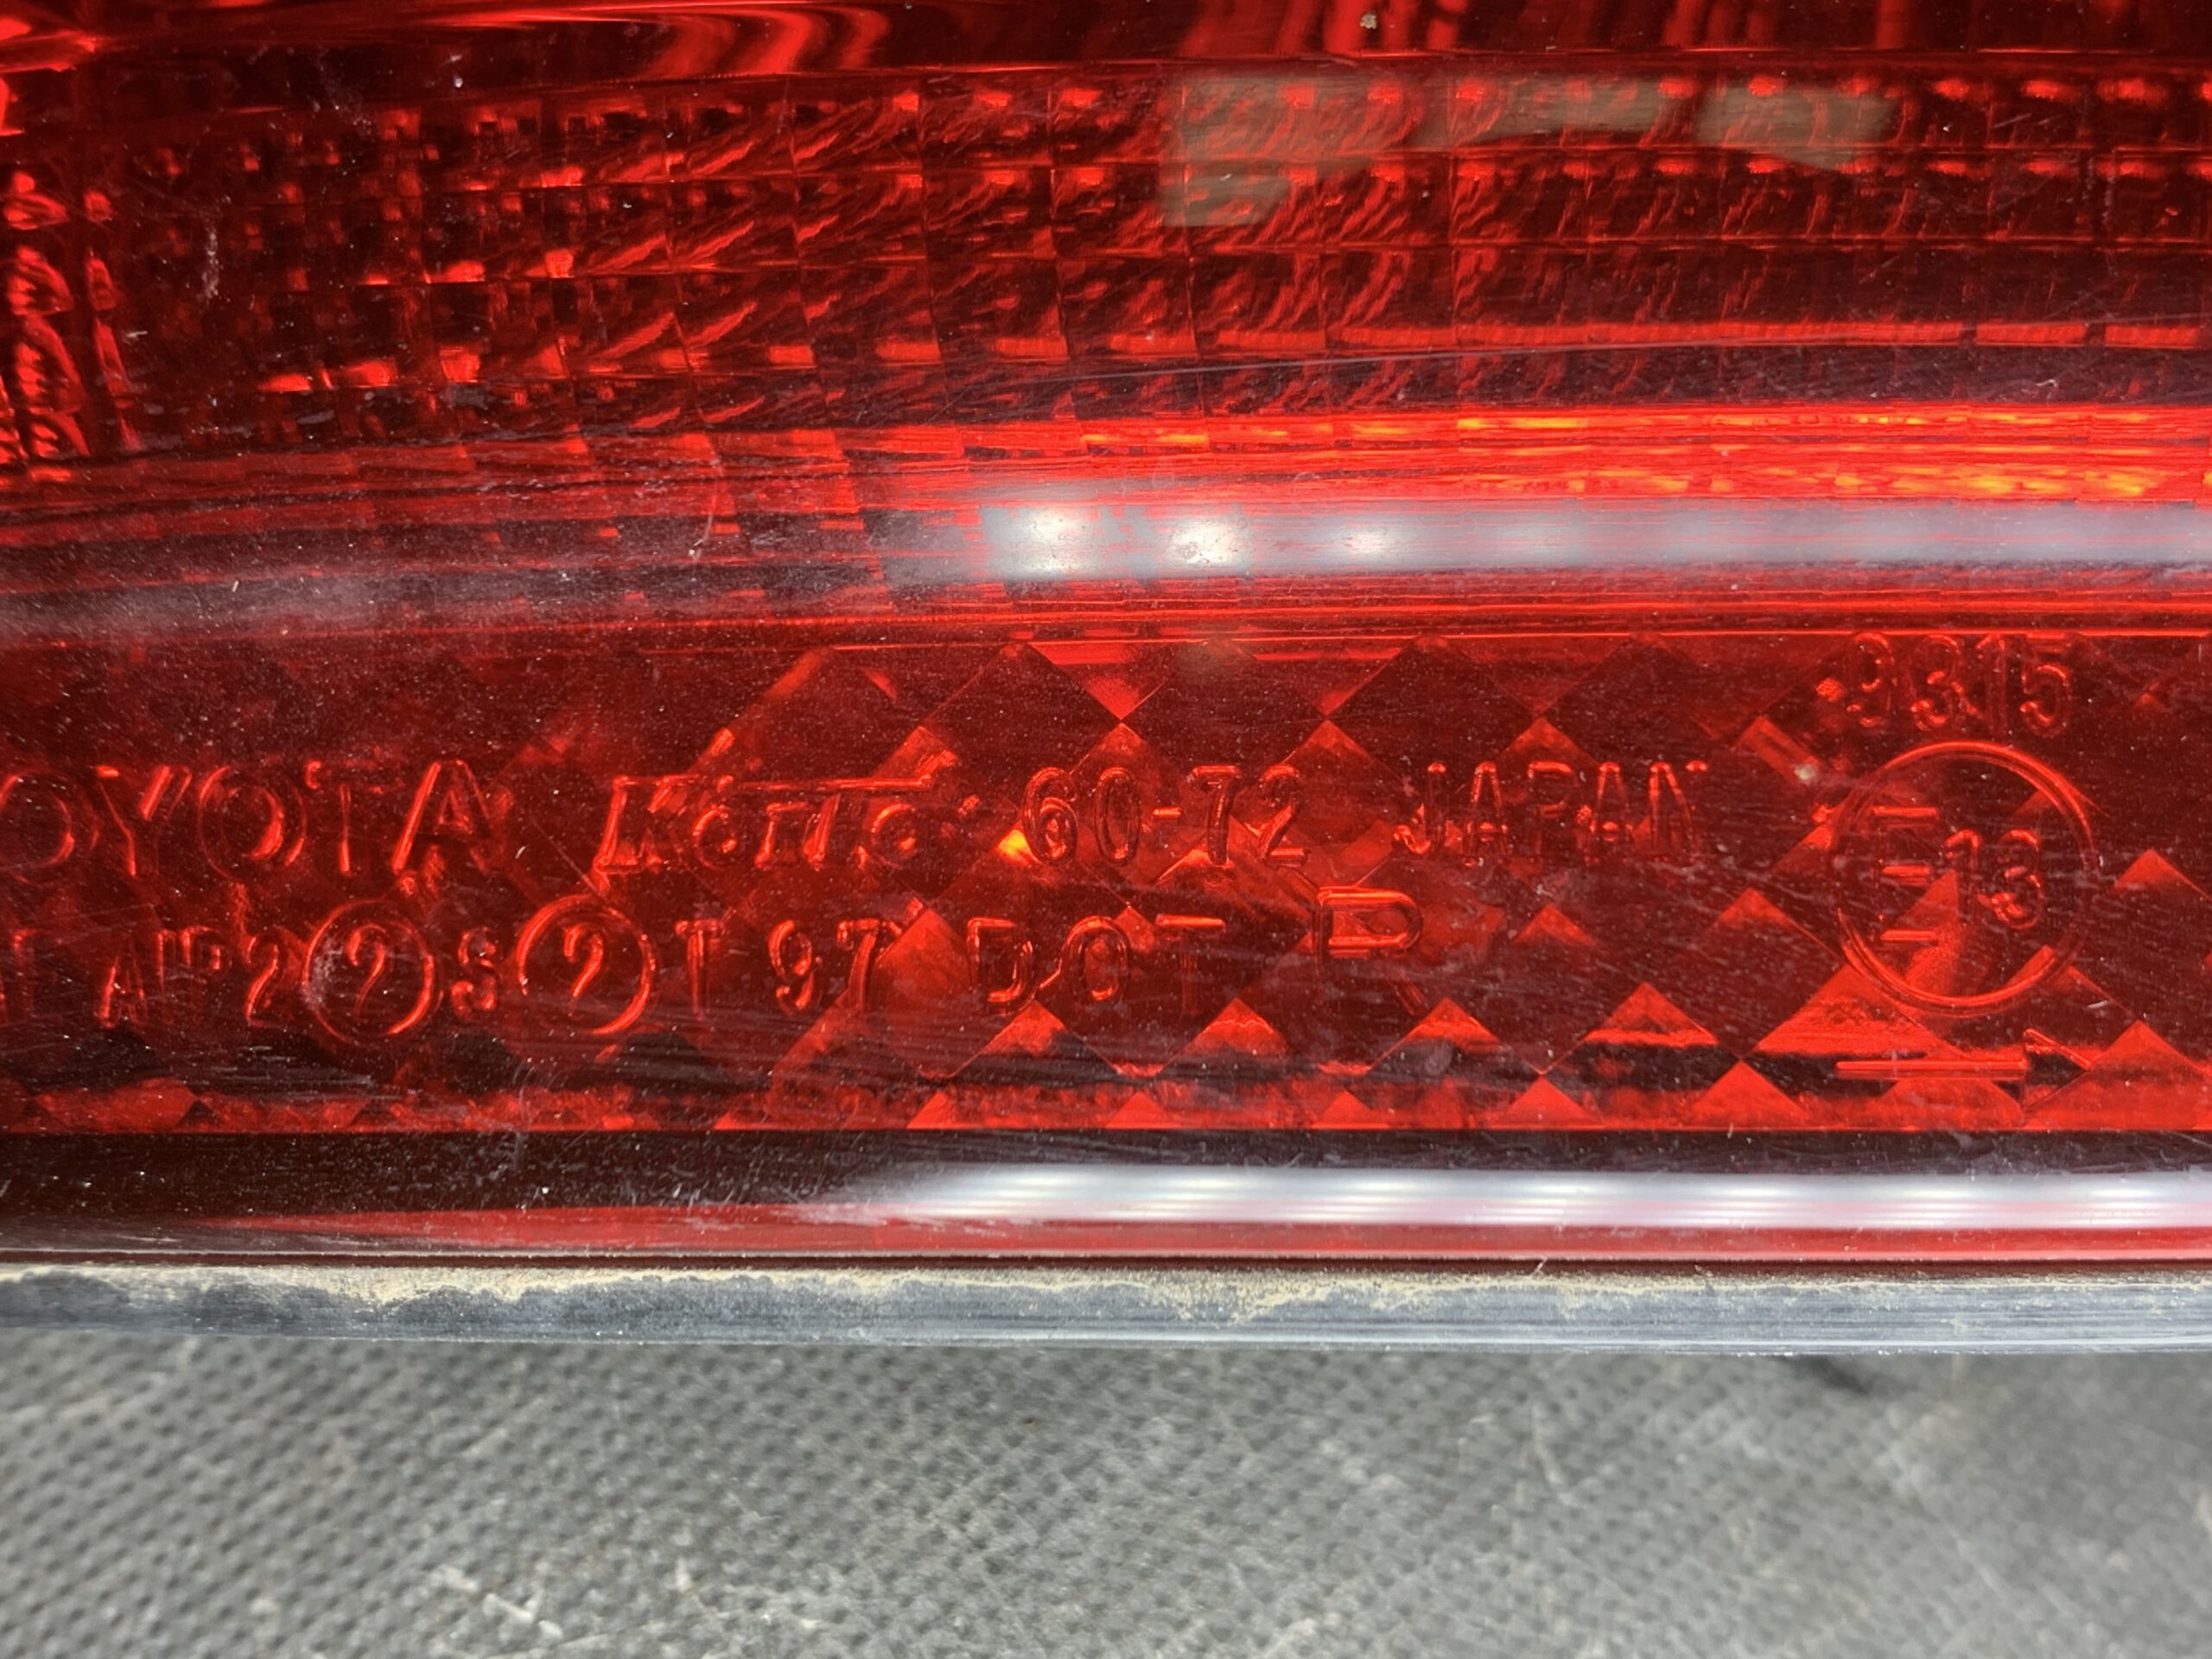 9315
OYOTA Koito 60-72 JAPAN E13
2 ? S ? T 97 DOT R